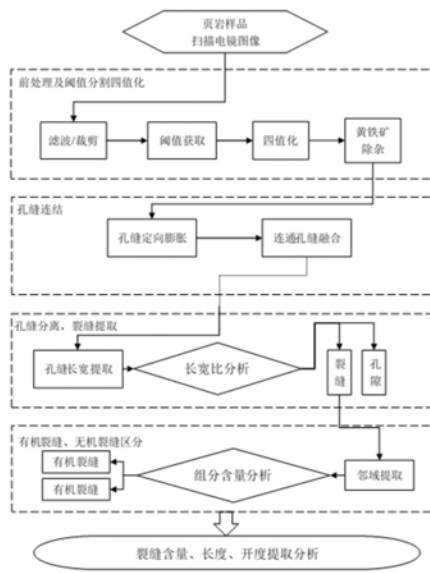 页岩样品
扫描电镜图像
前处理及阈值分割四值化
滤波/裁剪
阈值获取
四值化
黄铁矿
除杂
孔缝连结
孔缝定向膨胀
连通孔缝融合
孔缝分离，裂缝提取
孔缝长宽提取
长宽比分析
裂
缝
孔
隙
有机裂缝、无机裂缝区分
有机裂缝
有机裂缝
组分含量分析
邻域提取
裂缝含量、长度、开度提取分析